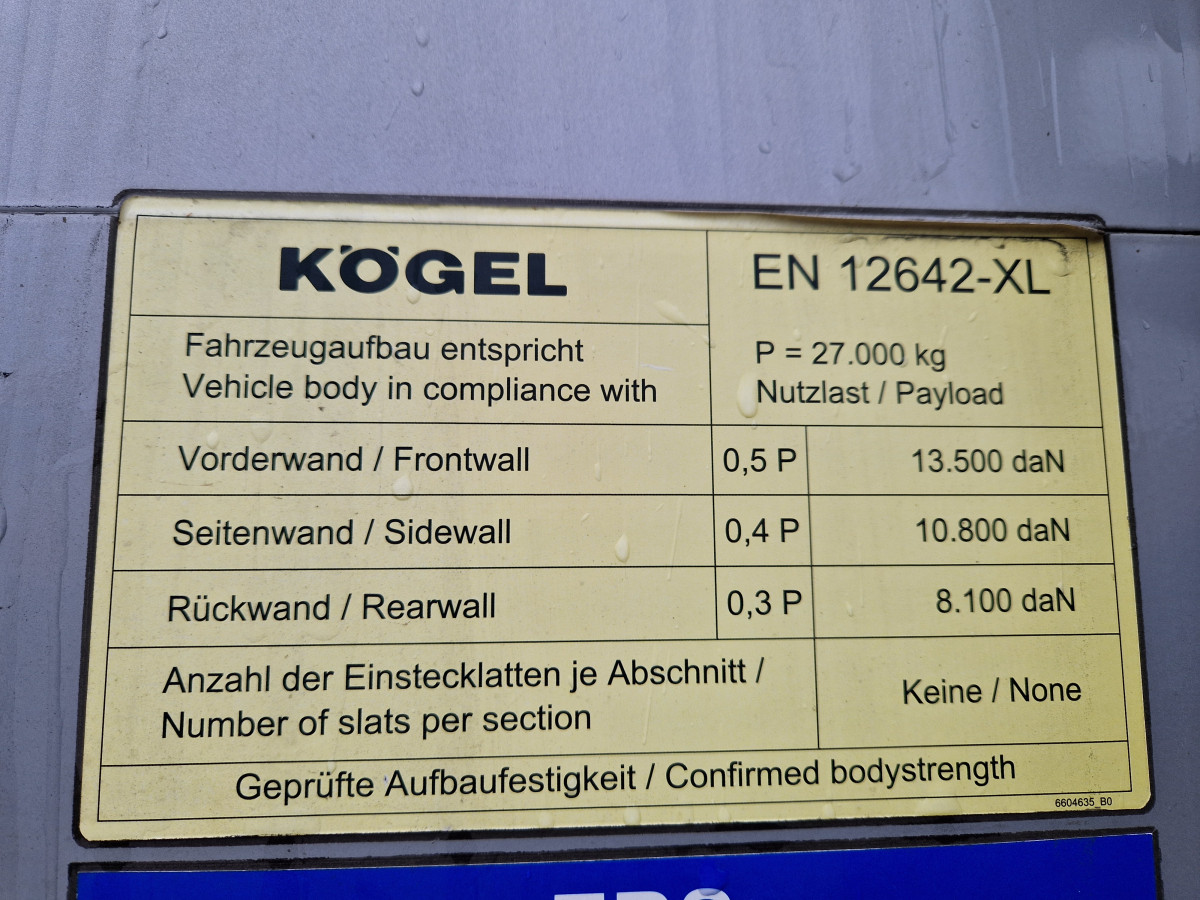 KÖGEL
EN 12642-XL
Fahrzeugaufbau entspricht
Vehicle body in compliance with
P = 27.000 kg
Nutzlast / Payload
Vorderwand / Frontwall 0,5 P 13.500 daN
Seitenwand / Sidewall 0,4 P 10.800 daN
Rückwand / Rearwall 0,3 P 8.100 daN
Anzahl der Einstecklatten je Abschnitt /
Number of slats per section
Keine / None
Geprüfte Aufbaufestigkeit / Confirmed bodystrength
6604635_B0